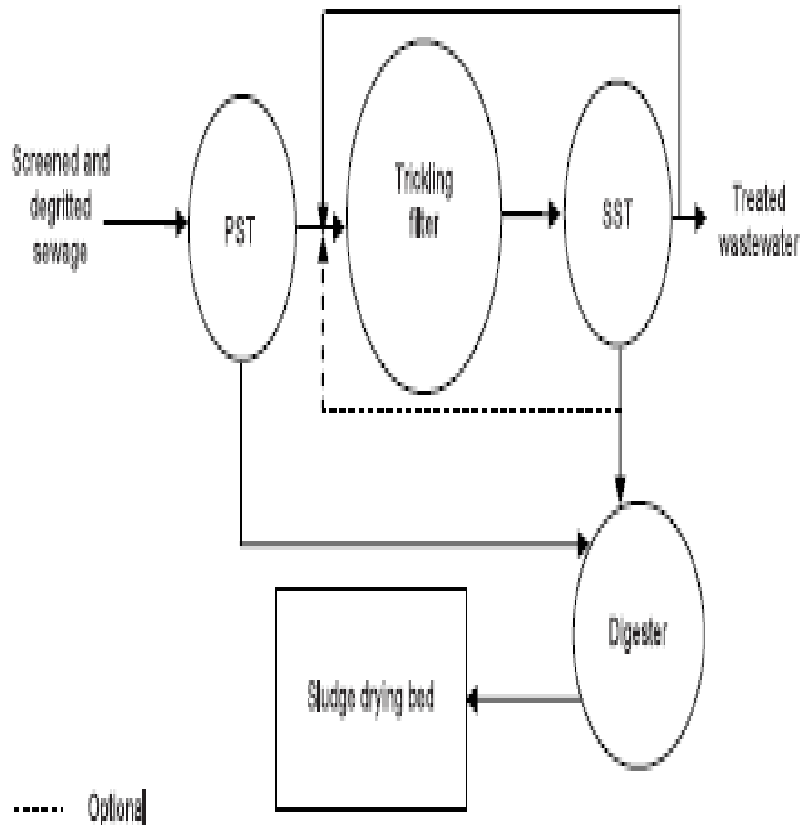 Screened and
degritted
sewage
PST
Trickling
filter
SST
Treated
wastewater
Digester
Sludge drying bed
Optional